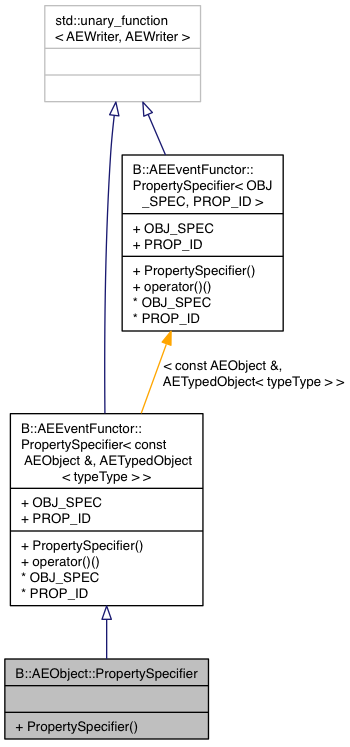 std::unary_function
< AEWriter, AEWriter >
B::AEEventFunctor::
PropertySpecifier< OBJ
_SPEC, PROP_ID >
+ OBJ_SPEC
+ PROP_ID
+ PropertySpecifier()
+ operator()()
* OBJ_SPEC
* PROP_ID
< const AEObject &,
AETypedObject< typeType > >
B::AEEventFunctor::
PropertySpecifier< const
AEObject &, AETypedObject
< typeType > >
+ OBJ_SPEC
+ PROP_ID
+ PropertySpecifier()
+ operator()()
* OBJ_SPEC
* PROP_ID
B::AEObject::PropertySpecifier
+ PropertySpecifier()